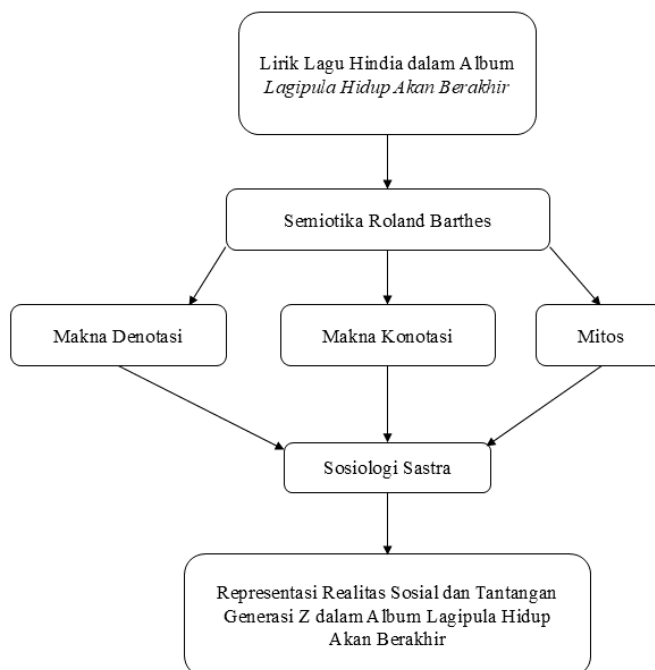 Lirik Lagu Hindia dalam Album
Lagipula Hidup Akan Berakhir
Semiotika Roland Barthes
Makna Denotasi
Makna Konotasi
Mitos
Sosiologi Sastra
Representasi Realitas Sosial dan Tantangan
Generasi Z dalam Album Lagipula Hidup
Akan Berakhir